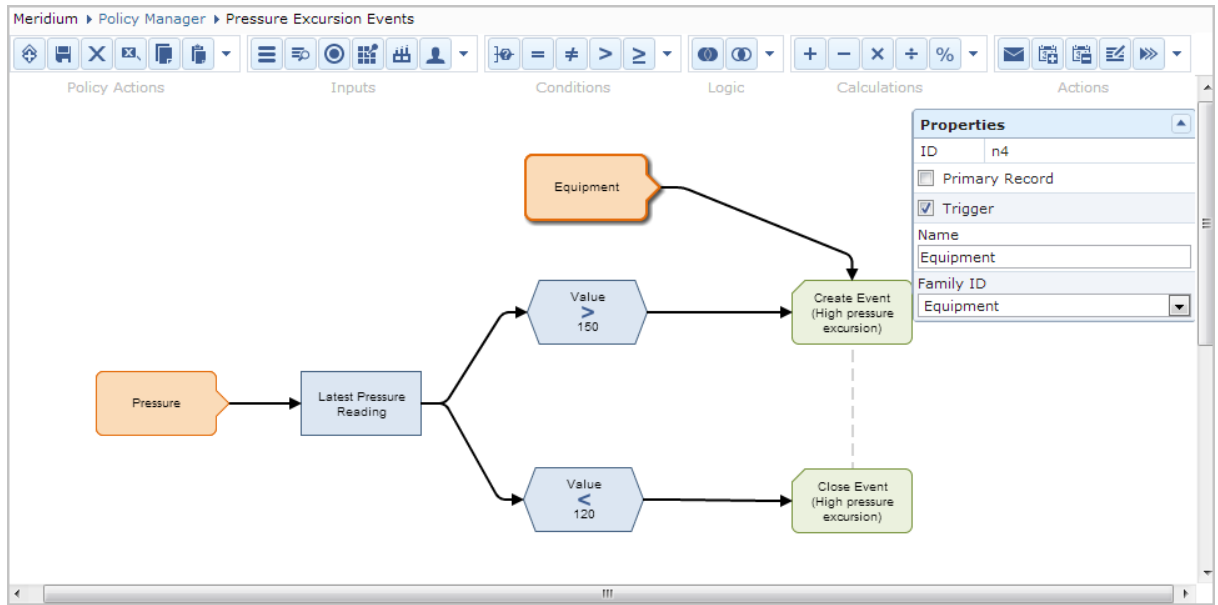 Meridium ▸ Policy Manager ▸ Pressure Excursion Events
] ? = ≠ > ≥ + − × ÷ %
Policy Actions Inputs Conditions Logic Calculations Actions
Properties
ID n4
Primary Record
Trigger
Name
Equipment
Family ID
Equipment
Equipment
Value
>
150
Create Event
(High pressure
excursion)
Pressure
Latest Pressure
Reading
Value
<
120
Close Event
(High pressure
excursion)